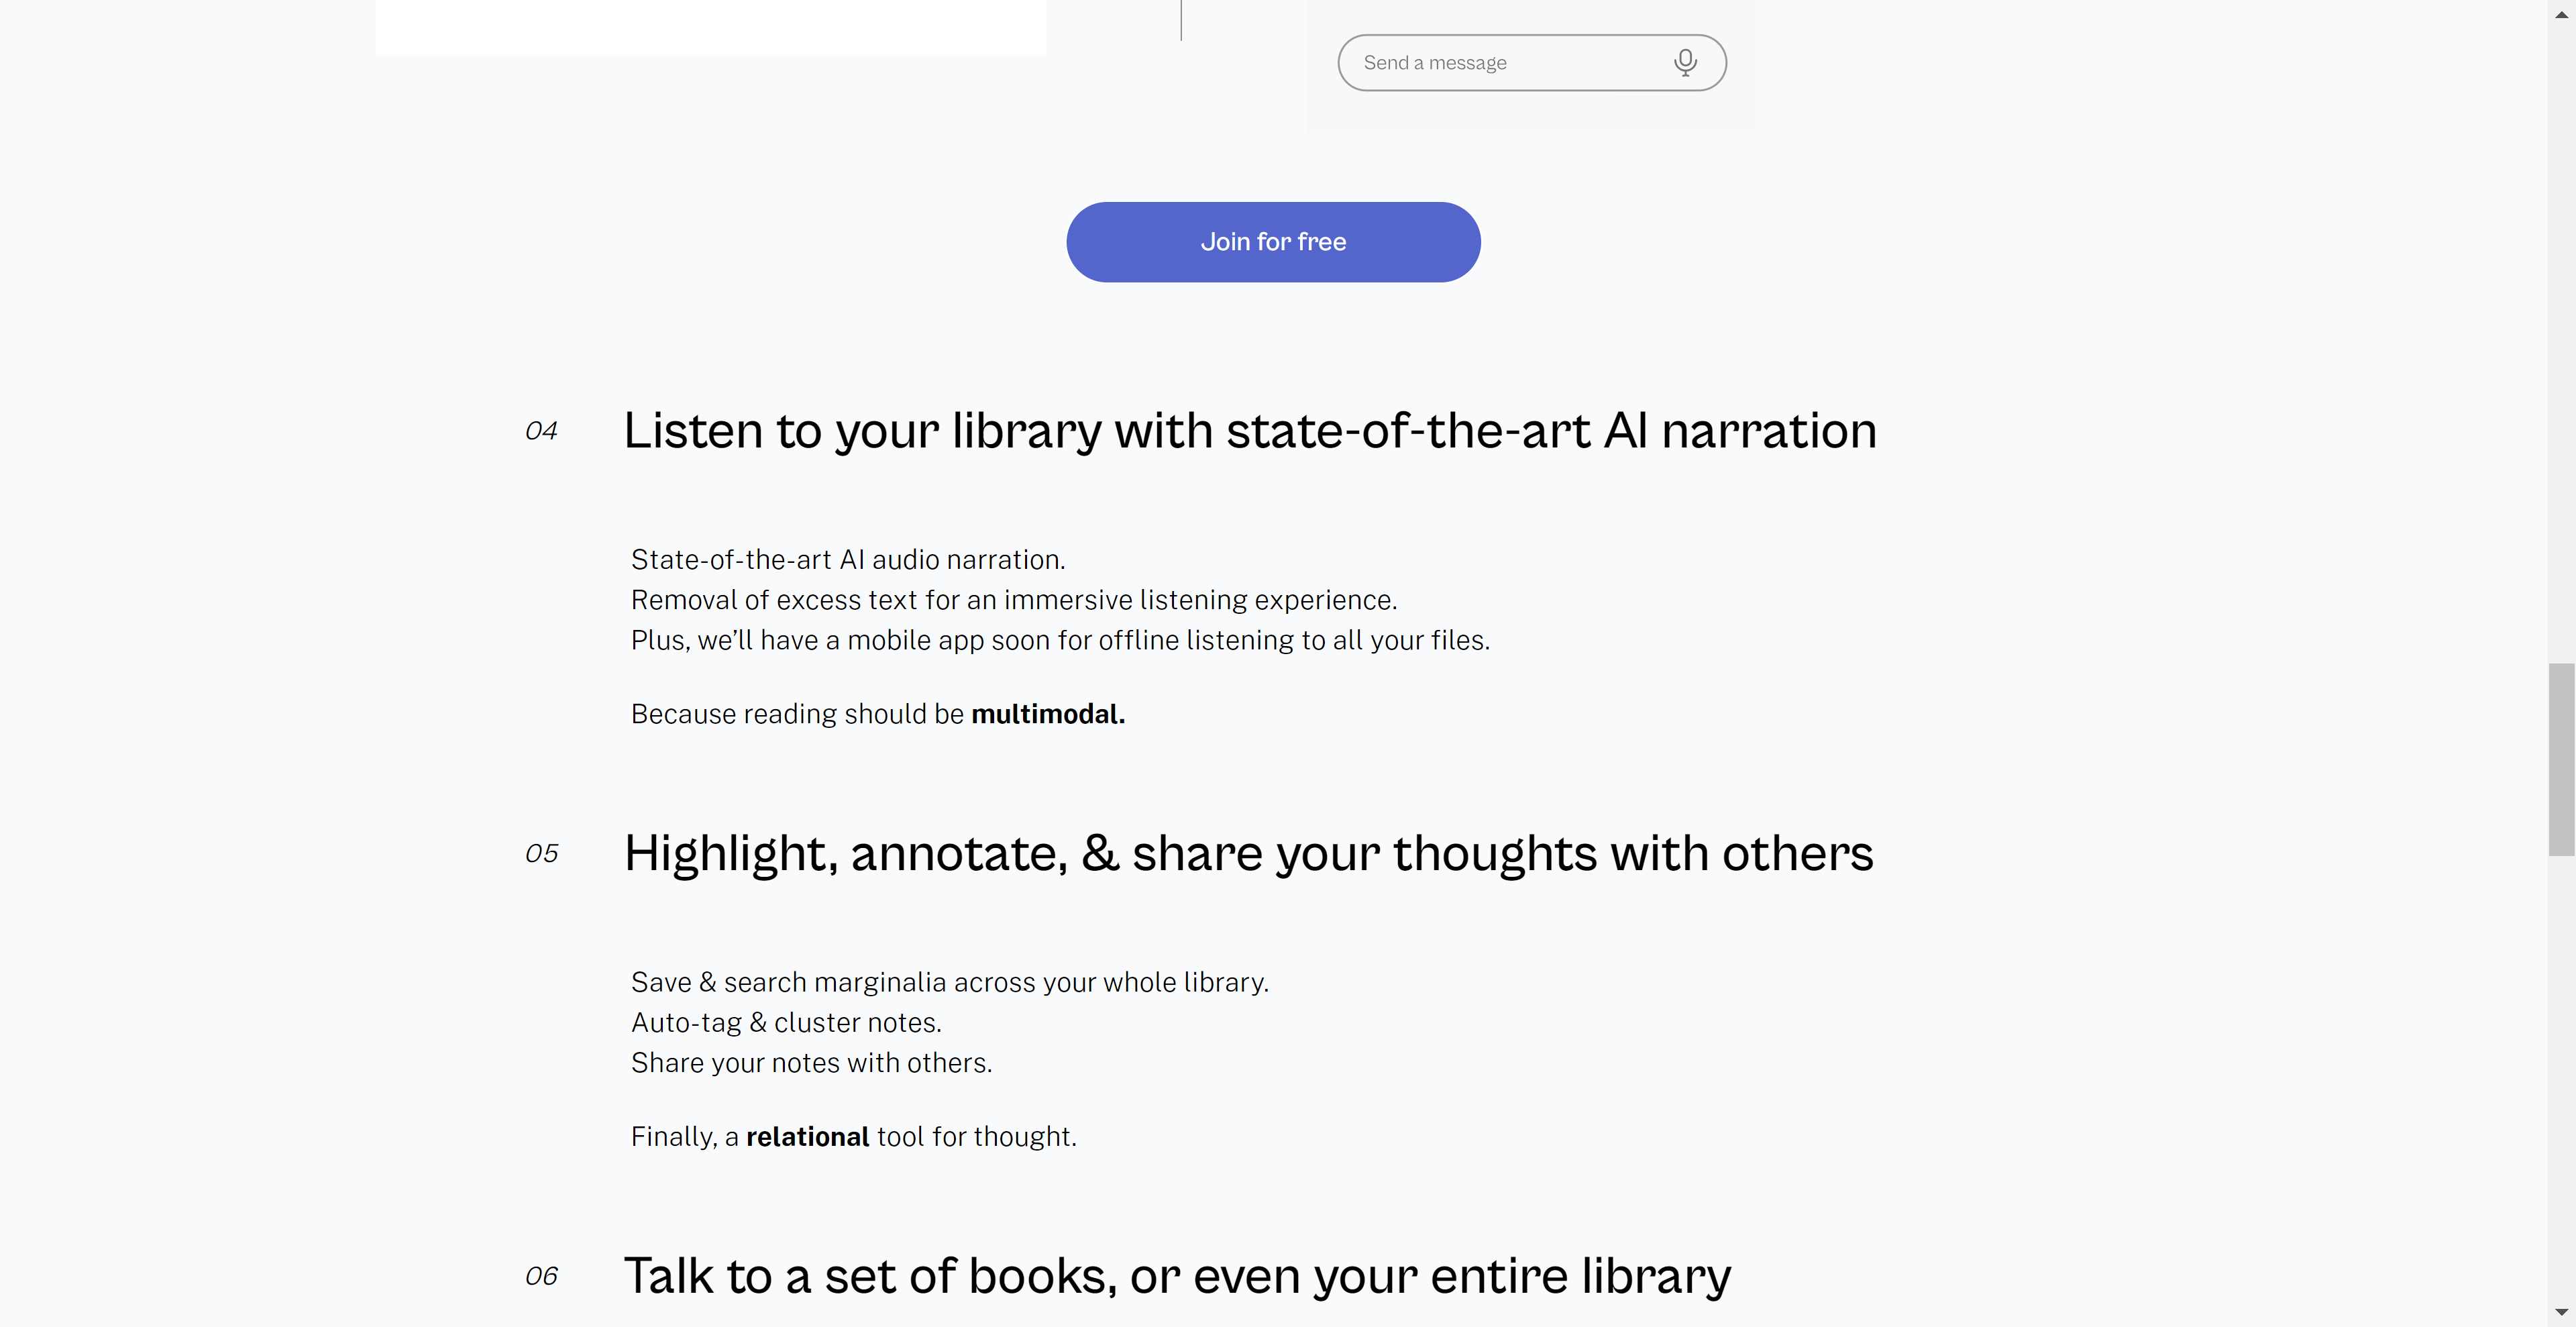 Send a message
Join for free
04
Listen to your library with state-of-the-art AI narration
State-of-the-art AI audio narration.
Removal of excess text for an immersive listening experience.
Plus, we’ll have a mobile app soon for offline listening to all your files.
Because reading should be multimodal.
05
Highlight, annotate, & share your thoughts with others
Save & search marginalia across your whole library.
Auto-tag & cluster notes.
Share your notes with others.
Finally, a relational tool for thought.
06
Talk to a set of books, or even your entire library